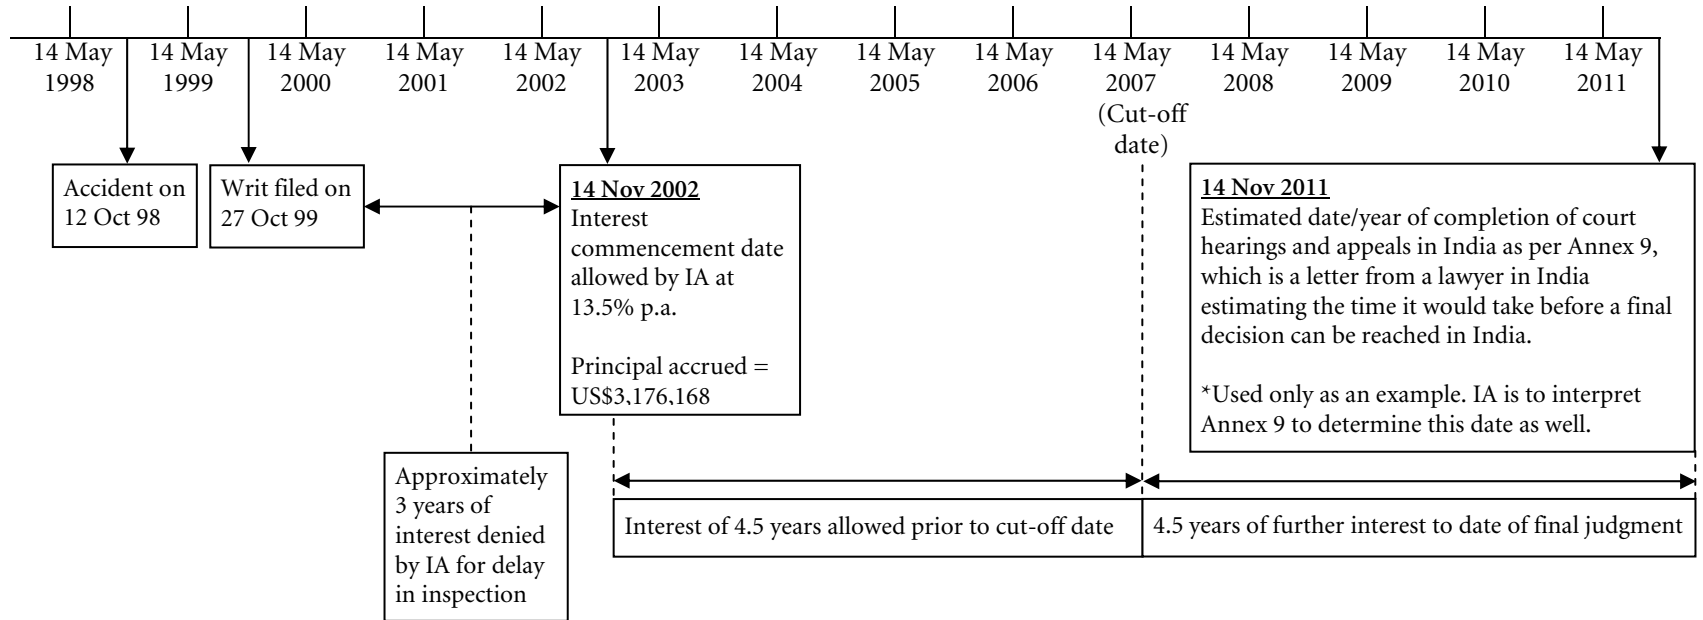 14 May 14 May 14 May 14 May 14 May 14 May 14 May 14 May 14 May 14 May 14 May 14 May 14 May 14 May
1998 1999 2000 2001 2002 2003 2004 2005 2006 2007 2008 2009 2010 2011
(Cut-off
date)
Accident on
12 Oct 98
Writ filed on
27 Oct 99
14 Nov 2002
Interest
commencement date
allowed by IA at
13.5% p.a.
Principal accrued =
US$3,176,168
14 Nov 2011
Estimated date/year of completion of court
hearings and appeals in India as per Annex 9,
which is a letter from a lawyer in India
estimating the time it would take before a final
decision can be reached in India.
*Used only as an example. IA is to interpret
Annex 9 to determine this date as well.
Approximately
3 years of
interest denied
by IA for delay
in inspection
Interest of 4.5 years allowed prior to cut-off date
4.5 years of further interest to date of final judgment